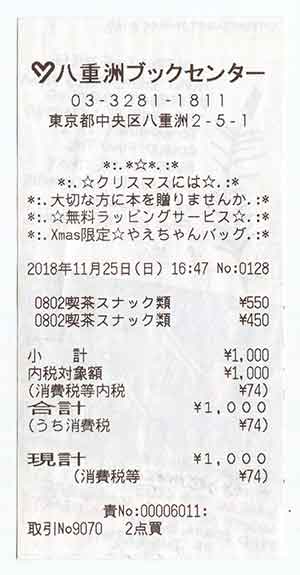 八重洲ブックセンター
03-3281-1811
東京都中央区八重洲2-5-1
*:.*☆*.:*
*:.☆クリスマスには☆.:*
*:.大切な方に本を贈りませんか.:*
*:.☆無料ラッピングサービス☆.:*
*:.Xmas限定☆やえちゃんバッグ.:*
2018年11月25日(日) 16:47 No:0128
0802喫茶スナック類 ¥550
0802喫茶スナック類 ¥450
小 計 ¥1,000
内税対象額 ¥1,000
(消費税等内税 ¥74)
合計 ¥1,000
(うち消費税 ¥74)
現計 ¥1,000
(消費税等 ¥74)
責No:00006011:
取引No9070 2点買